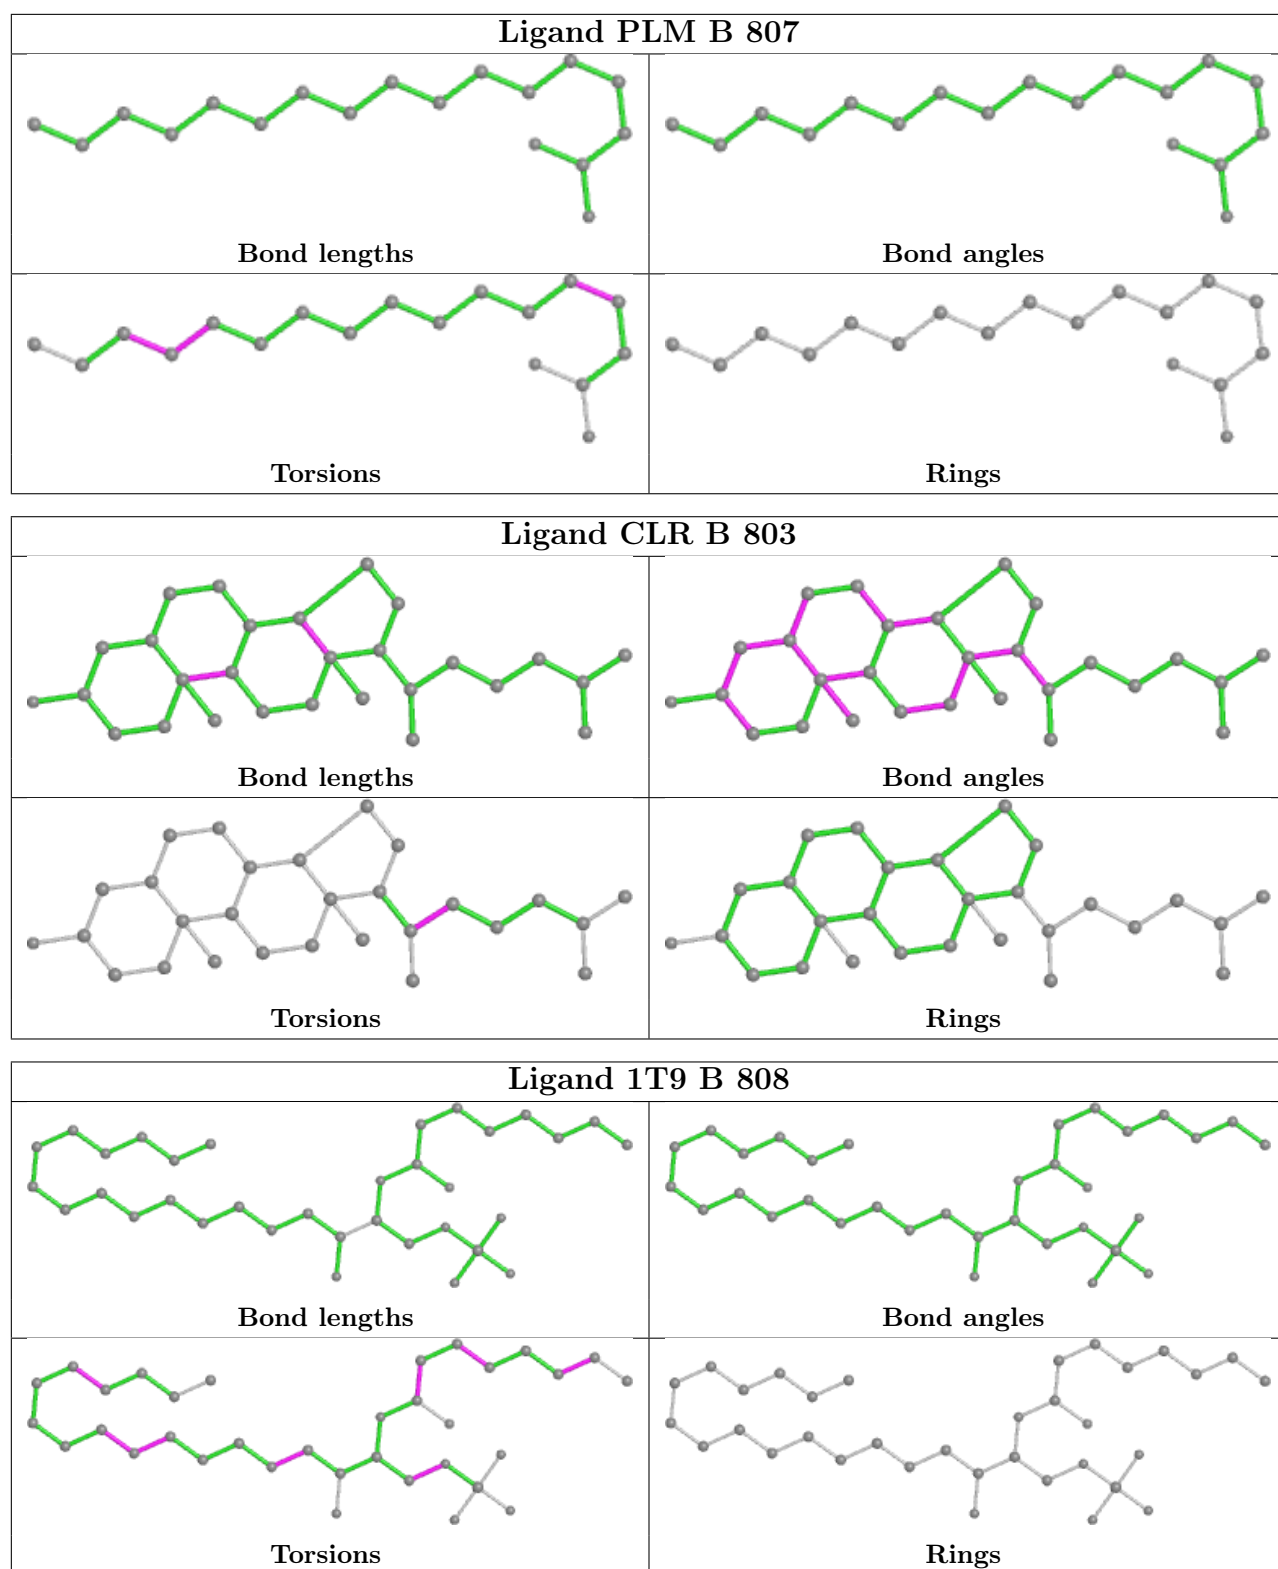 Ligand PLM B 807
Bond lengths
Bond angles
Torsions
Rings
Ligand CLR B 803
Bond lengths
Bond angles
Torsions
Rings
Ligand 1T9 B 808
Bond lengths
Bond angles
Torsions
Rings